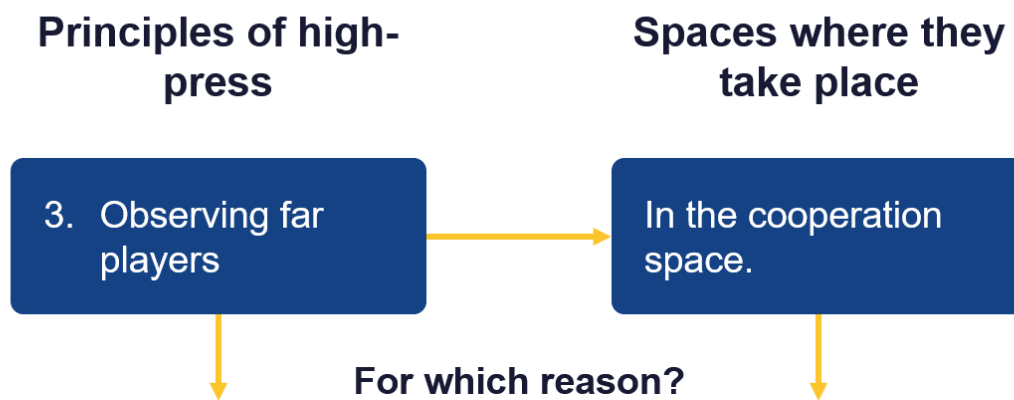 Principles of high-
press
Spaces where they
take place
3. Observing far
players
In the cooperation
space.
For which reason?